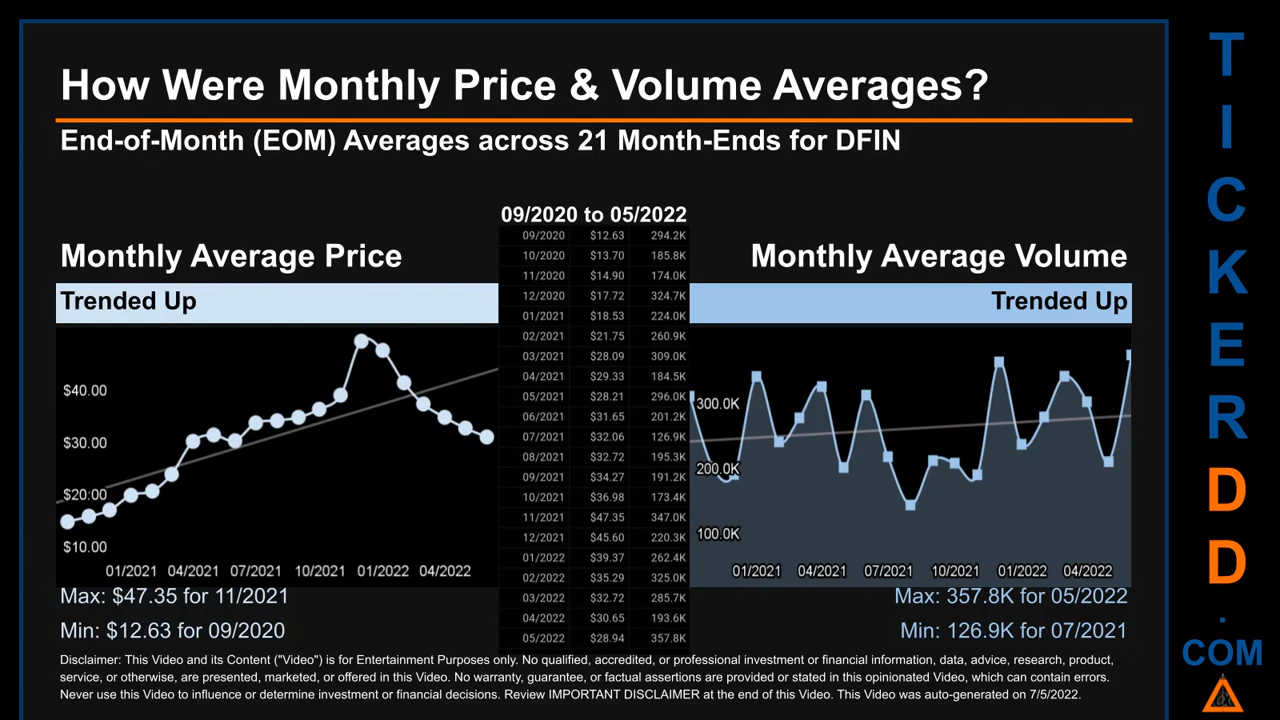 How Were Monthly Price & Volume Averages?
End-of-Month (EOM) Averages across 21 Month-Ends for DFIN
09/2020 to 05/2022
Monthly Average Price
Trended Up
$40.00
$30.00
$20.00
$10.00
01/2021 04/2021 07/2021 10/2021 01/2022 04/2022
Max: $47.35 for 11/2021
Min: $12.63 for 09/2020
09/2020 $12.63 294.2K
10/2020 $13.70 185.8K
11/2020 $14.90 174.0K
12/2020 $17.72 324.7K
01/2021 $18.53 224.0K
02/2021 $21.75 260.9K
03/2021 $28.09 309.0K
04/2021 $29.33 184.5K
05/2021 $28.21 296.0K
06/2021 $31.65 201.2K
07/2021 $32.06 126.9K
08/2021 $32.72 195.3K
09/2021 $34.27 191.2K
10/2021 $36.98 173.4K
11/2021 $47.35 347.0K
12/2021 $45.60 220.3K
01/2022 $39.37 262.4K
02/2022 $35.29 325.0K
03/2022 $32.72 285.7K
04/2022 $30.65 193.6K
05/2022 $28.94 357.8K
Monthly Average Volume
Trended Up
300.0K
200.0K
100.0K
01/2021 04/2021 07/2021 10/2021 01/2022 04/2022
Max: 357.8K for 05/2022
Min: 126.9K for 07/2021
Disclaimer: This Video and its Content ("Video") is for Entertainment Purposes only. No qualified, accredited, or professional investment or financial information, data, advice, research, product,
service, or otherwise, are presented, marketed, or offered in this Video. No warranty, guarantee, or factual assertions are provided or stated in this opinionated Video, which can contain errors.
Never use this Video to influence or determine investment or financial decisions. Review IMPORTANT DISCLAIMER at the end of this Video. This Video was auto-generated on 7/5/2022.
T
I
C
K
E
R
D
D
.
COM